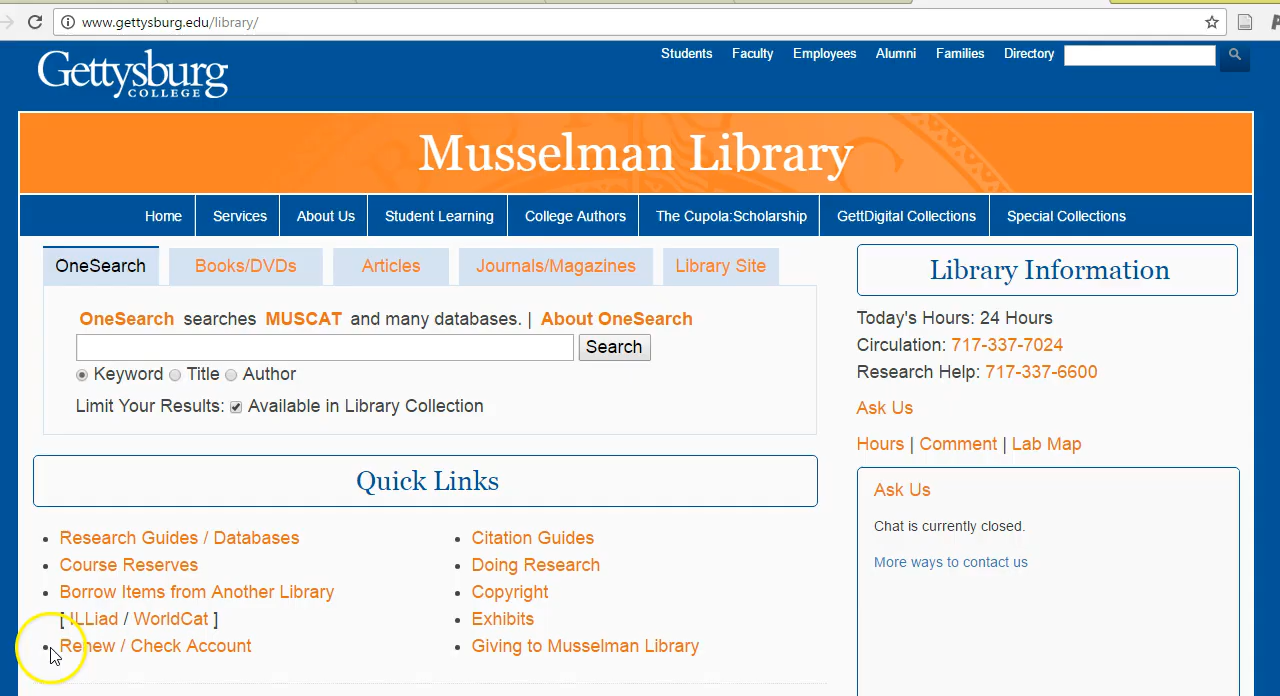 www.gettysburg.edu/library/
Gettysburg
COLLEGE
Students Faculty Employees Alumni Families Directory
Musselman Library
Home Services About Us Student Learning College Authors The Cupola:Scholarship GettDigital Collections Special Collections
OneSearch Books/DVDs Articles Journals/Magazines Library Site
OneSearch searches MUSCAT and many databases. | About OneSearch
Search
Keyword Title Author
Limit Your Results: Available in Library Collection
Quick Links
Research Guides / Databases
Course Reserves
Borrow Items from Another Library
[ ILLiad / WorldCat ]
Renew / Check Account
Citation Guides
Doing Research
Copyright
Exhibits
Giving to Musselman Library
Library Information
Today's Hours: 24 Hours
Circulation: 717-337-7024
Research Help: 717-337-6600
Ask Us
Hours | Comment | Lab Map
Ask Us
Chat is currently closed.
More ways to contact us